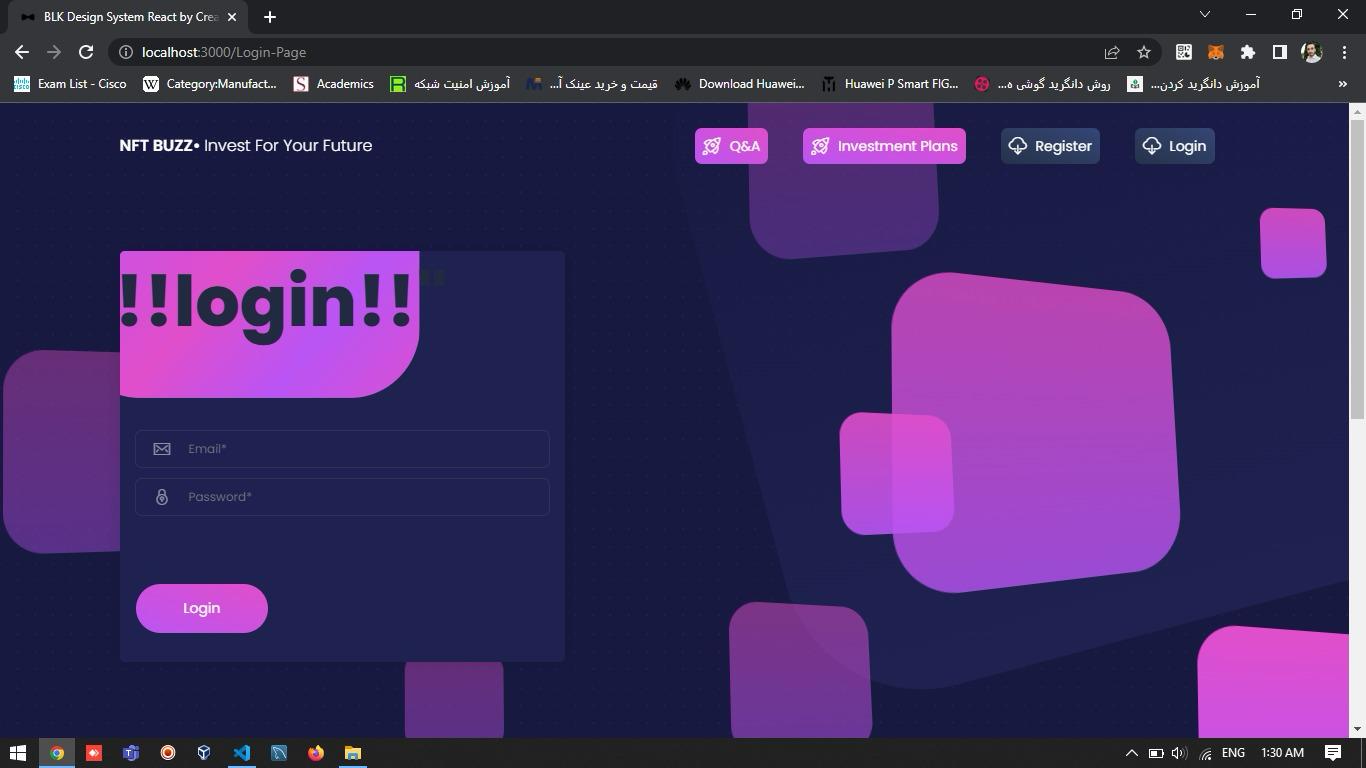 BLK Design System React by Crea
localhost:3000/Login-Page
Exam List - Cisco
Category:Manufact...
Academics
آموزش امنیت شبکه
قیمت و خرید عینک آ...
Download Huawei...
Huawei P Smart FIG...
روش دانگرید گوشی ه...
آموزش دانگرید کردن...
NFT BUZZ• Invest For Your Future
Q&A
Investment Plans
Register
Login
!!login!!
Email*
Password*
Login
ENG
1:30 AM